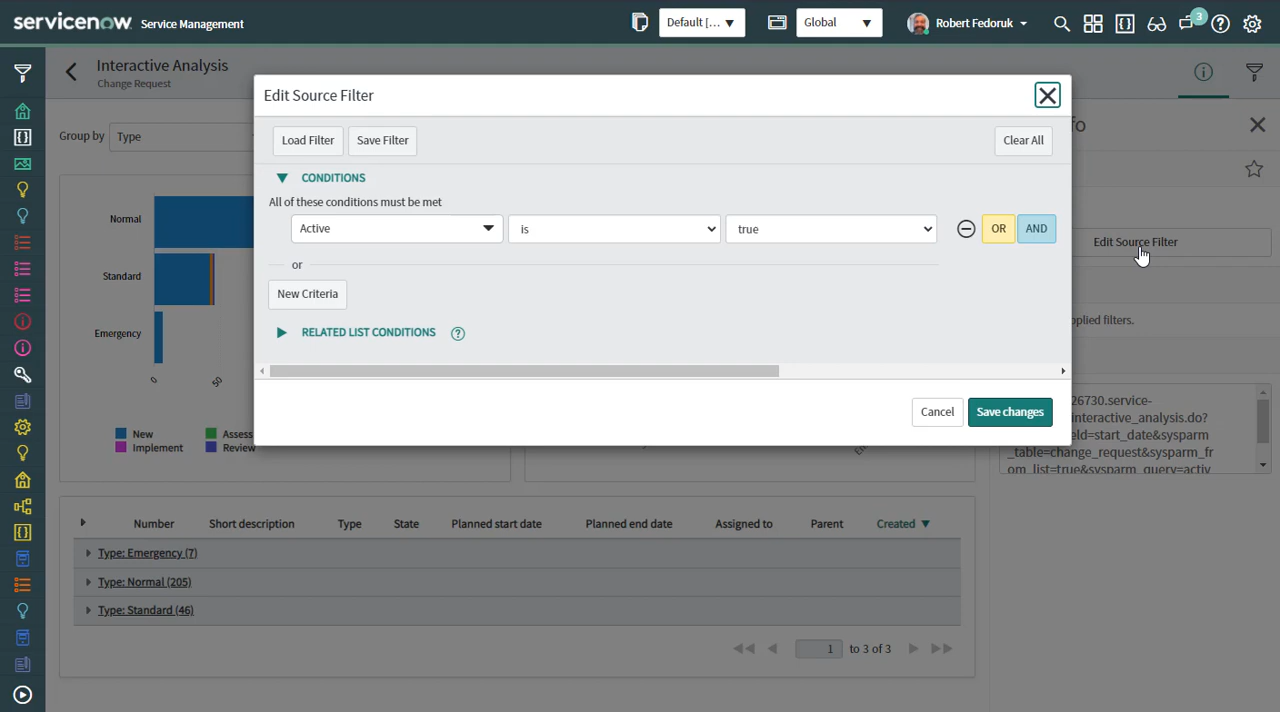 servicenow. Service Management
Default [... ▼
Global ▼
Robert Fedoruk
3
Interactive Analysis
Change Request
Group by
Type
Edit Source Filter
Load Filter
Save Filter
Clear All
CONDITIONS
All of these conditions must be met
Active
is
true
OR
AND
or
New Criteria
RELATED LIST CONDITIONS
Cancel
Save changes
Normal
Standard
Emergency
0
50
New
Assess
Implement
Review
fo
Edit Source Filter
plied filters.
26730.service-
interactive_analysis.do?
eld=start_date&sysparm
_table=change_request&sysparm_fr
om_list=true&sysparm_query=activ
Number
Short description
Type
State
Planned start date
Planned end date
Assigned to
Parent
Created ▼
Type: Emergency (7)
Type: Normal (205)
Type: Standard (46)
1 to 3 of 3